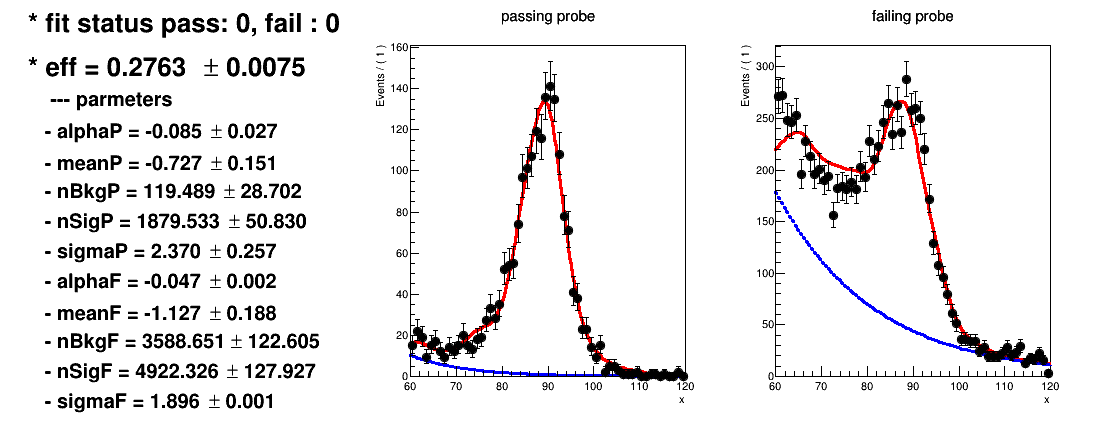 * fit status pass: 0, fail : 0
* eff = 0.2763 ± 0.0075
--- parmeters
- alphaP = -0.085 ± 0.027
- meanP = -0.727 ± 0.151
- nBkgP = 119.489 ± 28.702
- nSigP = 1879.533 ± 50.830
- sigmaP = 2.370 ± 0.257
- alphaF = -0.047 ± 0.002
- meanF = -1.127 ± 0.188
- nBkgF = 3588.651 ± 122.605
- nSigF = 4922.326 ± 127.927
- sigmaF = 1.896 ± 0.001
passing probe
Events / ( 1 )
160
140
120
100
80
60
40
20
0
60 70 80 90 100 110 120
x
failing probe
Events / ( 1 )
300
250
200
150
100
50
0
60 70 80 90 100 110 120
x